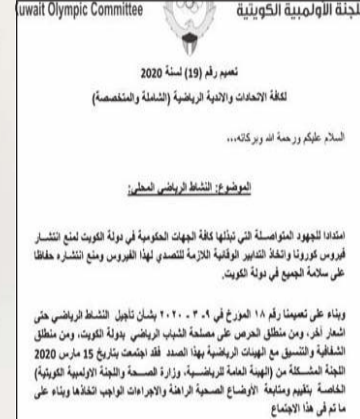 Kuwait Olympic Committee
لجنة الأولمبية الكويتية
تعميم رقم (19) لسنة 2020
لكافة الاتحادات والاندية الرياضية (الشاملة والمتخصصة)
السلام عليكم ورحمة الله وبركاته...
الموضوع: النشاط الرياضي المحلي:
امتدادا للجهود المتواصلة التي تبذلها كافة الجهات الحكومية في دولة الكويت لمنع انتشار
فيروس كورونا واتخاذ التدابير الوقائية اللازمة للتصدي لهذا الفيروس ومنع انتشاره حفاظا
على سلامة الجميع في دولة الكويت.
وبناء على تعميمنا رقم ١٨ المؤرخ في ٩-٣-٢٠٢٠ بشأن تأجيل النشاط الرياضي حتى
اشعار آخر، ومن منطلق الحرص على مصلحة الشباب الرياضي بدولة الكويت، ومن منطلق
الشفافية والتنسيق مع الهيئات الرياضية بهذا الصدد فقد اجتمعت بتاريخ 15 مارس 2020
اللجنة المشكلة من (الهيئة العامة للرياضية، وزارة الصحة واللجنة الاولمبية الكويتية)
الخاصة بتقييم ومتابعة الأوضاع الصحية الراهنة والاجراءات الواجب اتخاذها وبناء على
ما تم في هذا الاجتماع